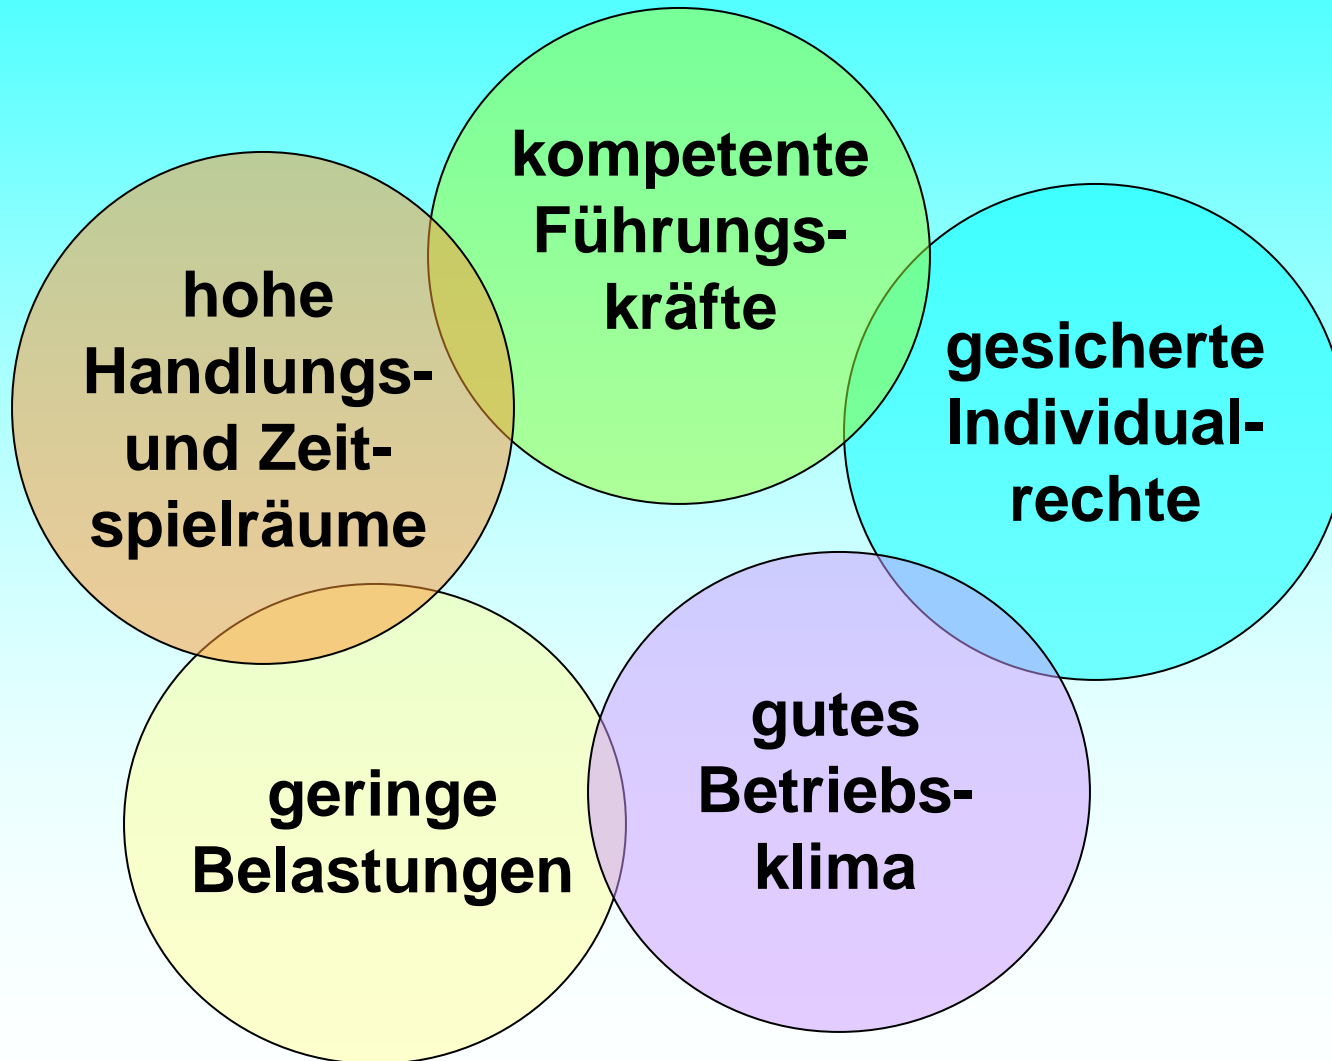 kompetente
Führungs-
kräfte
hohe
Handlungs-
und Zeit-
spielräume
gesicherte
Individual-
rechte
geringe
Belastungen
gutes
Betriebs-
klima